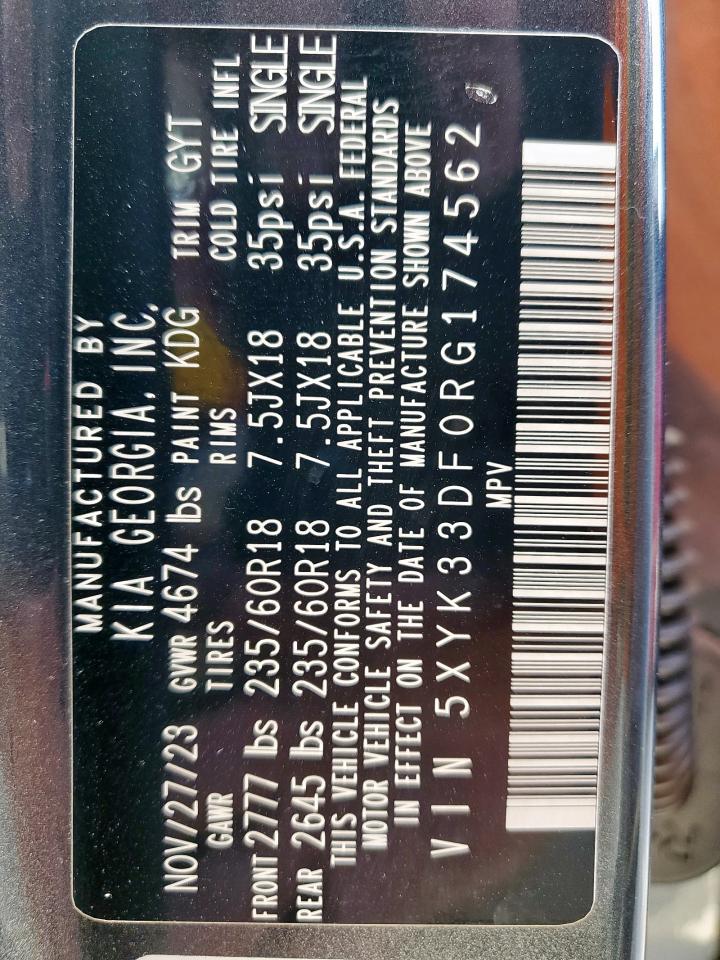 MANUFACTURED BY
KIA GEORGIA, INC.
NOV/27/23 GVWR 4674 lbs PAINT KDG TRIM GYT
GAWR TIRES RIMS COLD TIRE INFL
FRONT 2777 lbs 235/60R18 7.5JX18 35psi SINGLE
REAR 2645 lbs 235/60R18 7.5JX18 35psi SINGLE
THIS VEHICLE CONFORMS TO ALL APPLICABLE U.S.A. FEDERAL
MOTOR VEHICLE SAFETY AND THEFT PREVENTION STANDARDS
IN EFFECT ON THE DATE OF MANUFACTURE SHOWN ABOVE
VIN 5XYK33DF0RG174562
MPV